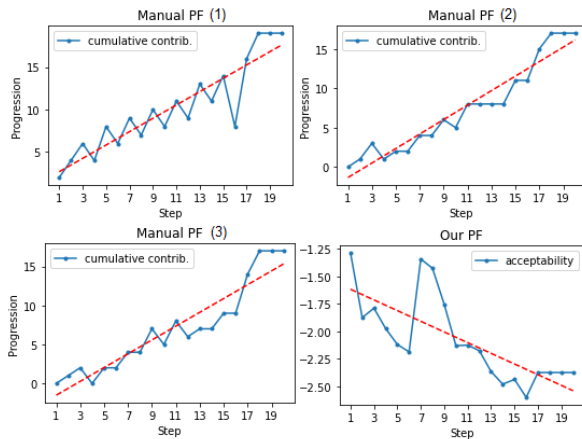 Manual PF (1)
cumulative contrib.
Progression
15
10
5
1 3 5 7 9 11 13 15 17 19
Step
Manual PF (2)
cumulative contrib.
Progression
15
10
5
0
1 3 5 7 9 11 13 15 17 19
Step
Manual PF (3)
cumulative contrib.
Progression
15
10
5
0
1 3 5 7 9 11 13 15 17 19
Step
Our PF
acceptability
−1.25
−1.50
−1.75
−2.00
−2.25
−2.50
1 3 5 7 9 11 13 15 17 19
Step